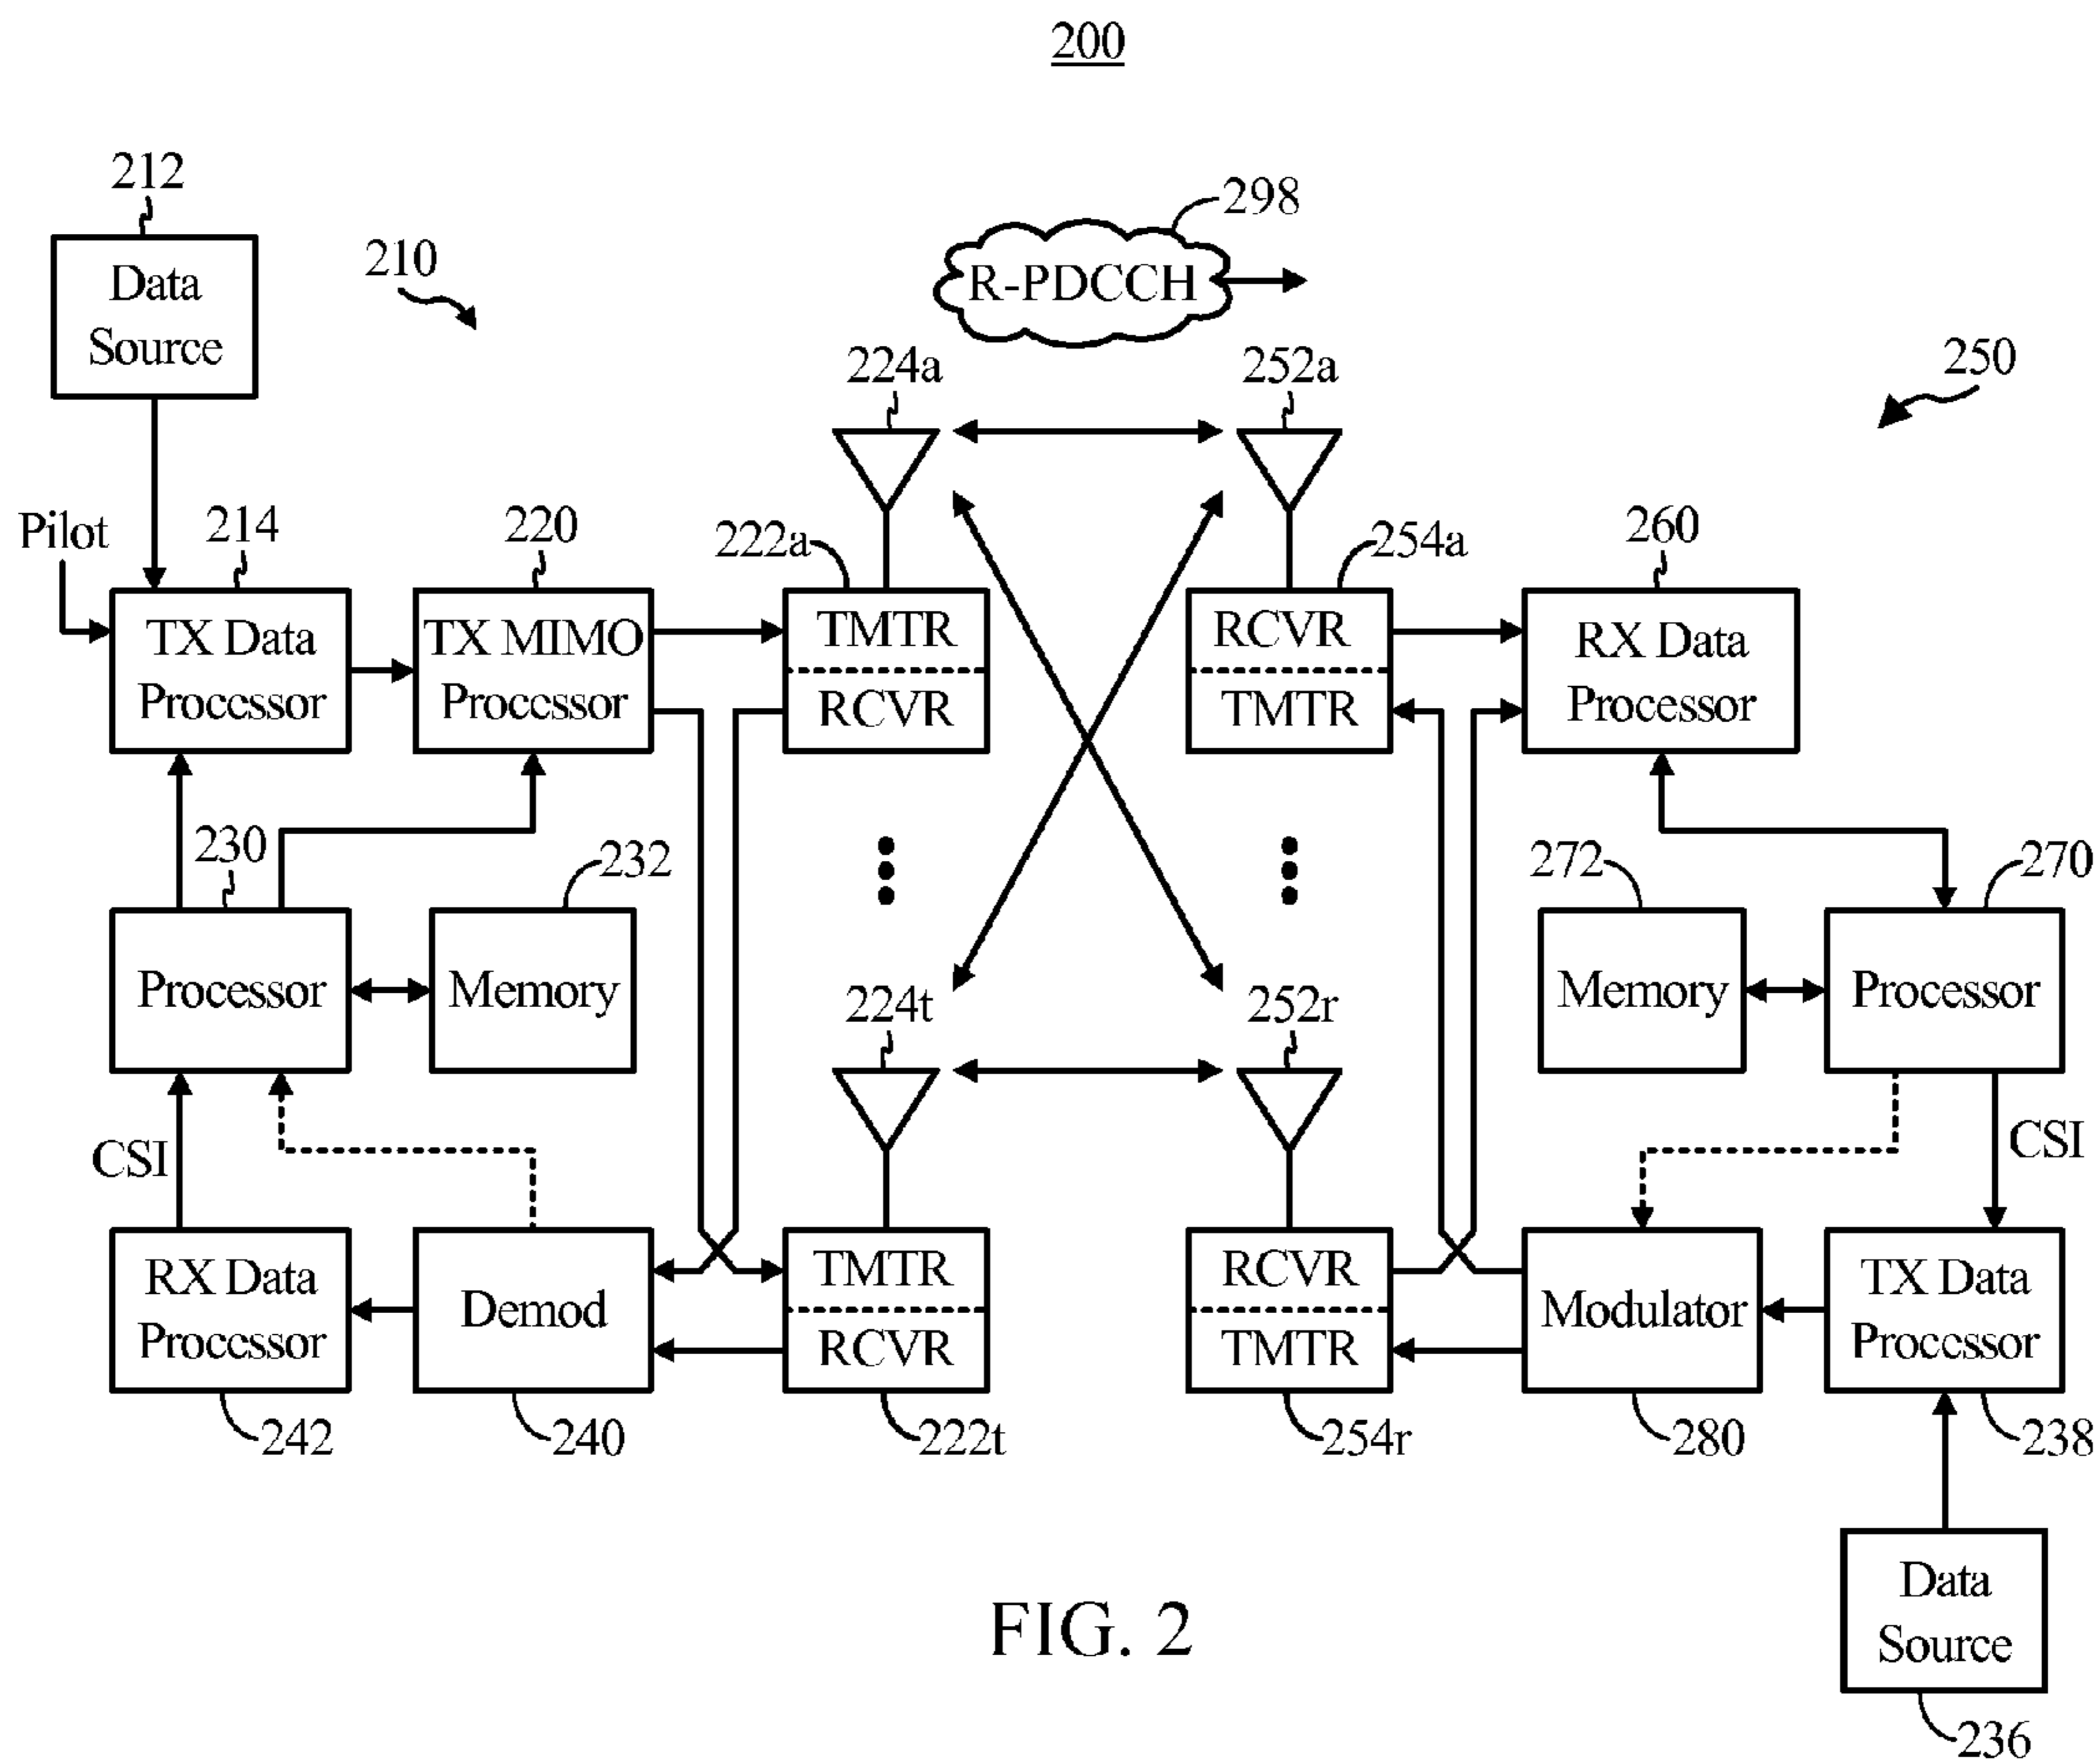 200
212
298
210
Data
Source
R-PDCCH
250
224a
252a
Pilot
214
220
222a
254a
260
TX Data
Processor
TX MIMO
Processor
TMTR
RCVR
RCVR
TMTR
RX Data
Processor
230
232
272
270
Processor
Memory
Memory
Processor
224t
252r
CSI
CSI
RX Data
Processor
Demod
TMTR
RCVR
RCVR
TMTR
Modulator
TX Data
Processor
242
240
222t
254r
280
238
Data
Source
236
FIG. 2